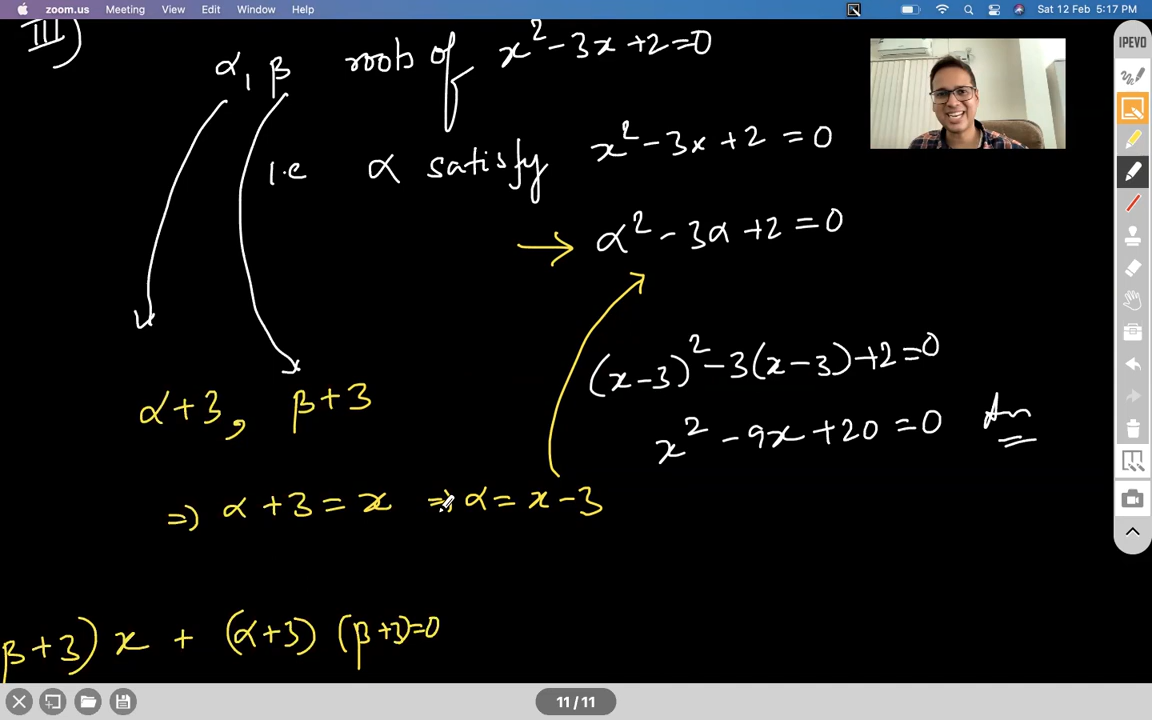 zoom.us Meeting View Edit Window Help Sat 12 Feb 5:17 PM
IPEVO
III)
α, β roots of x² - 3x + 2 = 0
i.e α satisfy x² - 3x + 2 = 0
→ α² - 3α + 2 = 0
(x - 3)² - 3(x - 3) + 2 = 0
α + 3, β + 3
x² - 9x + 20 = 0 An
⇒ α + 3 = x ⇒ α = x - 3
β + 3) x + (α + 3) (β + 3) = 0
11 / 11